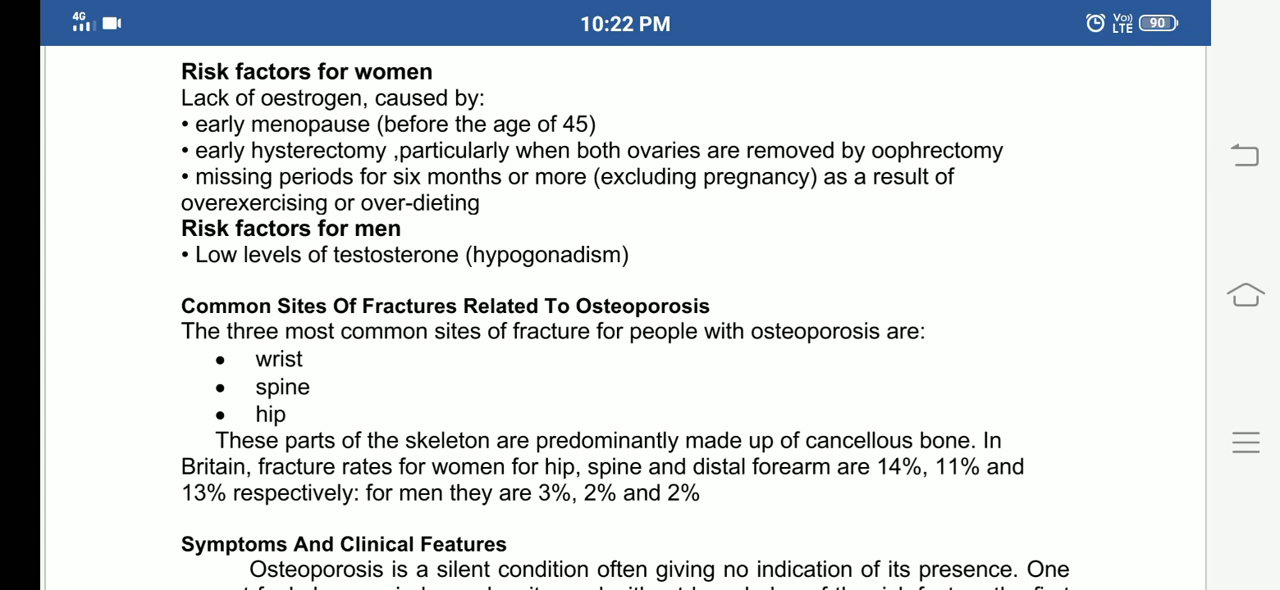 4G
10:22 PM
Vo))
LTE
90
Risk factors for women
Lack of oestrogen, caused by:
• early menopause (before the age of 45)
• early hysterectomy ,particularly when both ovaries are removed by oophrectomy
• missing periods for six months or more (excluding pregnancy) as a result of
overexercising or over-dieting
Risk factors for men
• Low levels of testosterone (hypogonadism)
Common Sites Of Fractures Related To Osteoporosis
The three most common sites of fracture for people with osteoporosis are:
• wrist
• spine
• hip
These parts of the skeleton are predominantly made up of cancellous bone. In
Britain, fracture rates for women for hip, spine and distal forearm are 14%, 11% and
13% respectively: for men they are 3%, 2% and 2%
Symptoms And Clinical Features
Osteoporosis is a silent condition often giving no indication of its presence. One